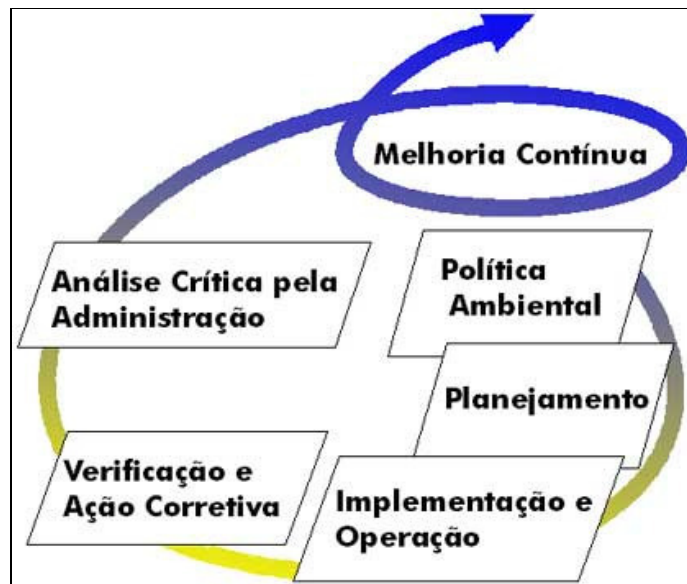 Melhoria Contínua
Política
Ambiental
Planejamento
Implementação e
Operação
Verificação e
Ação Corretiva
Análise Crítica pela
Administração